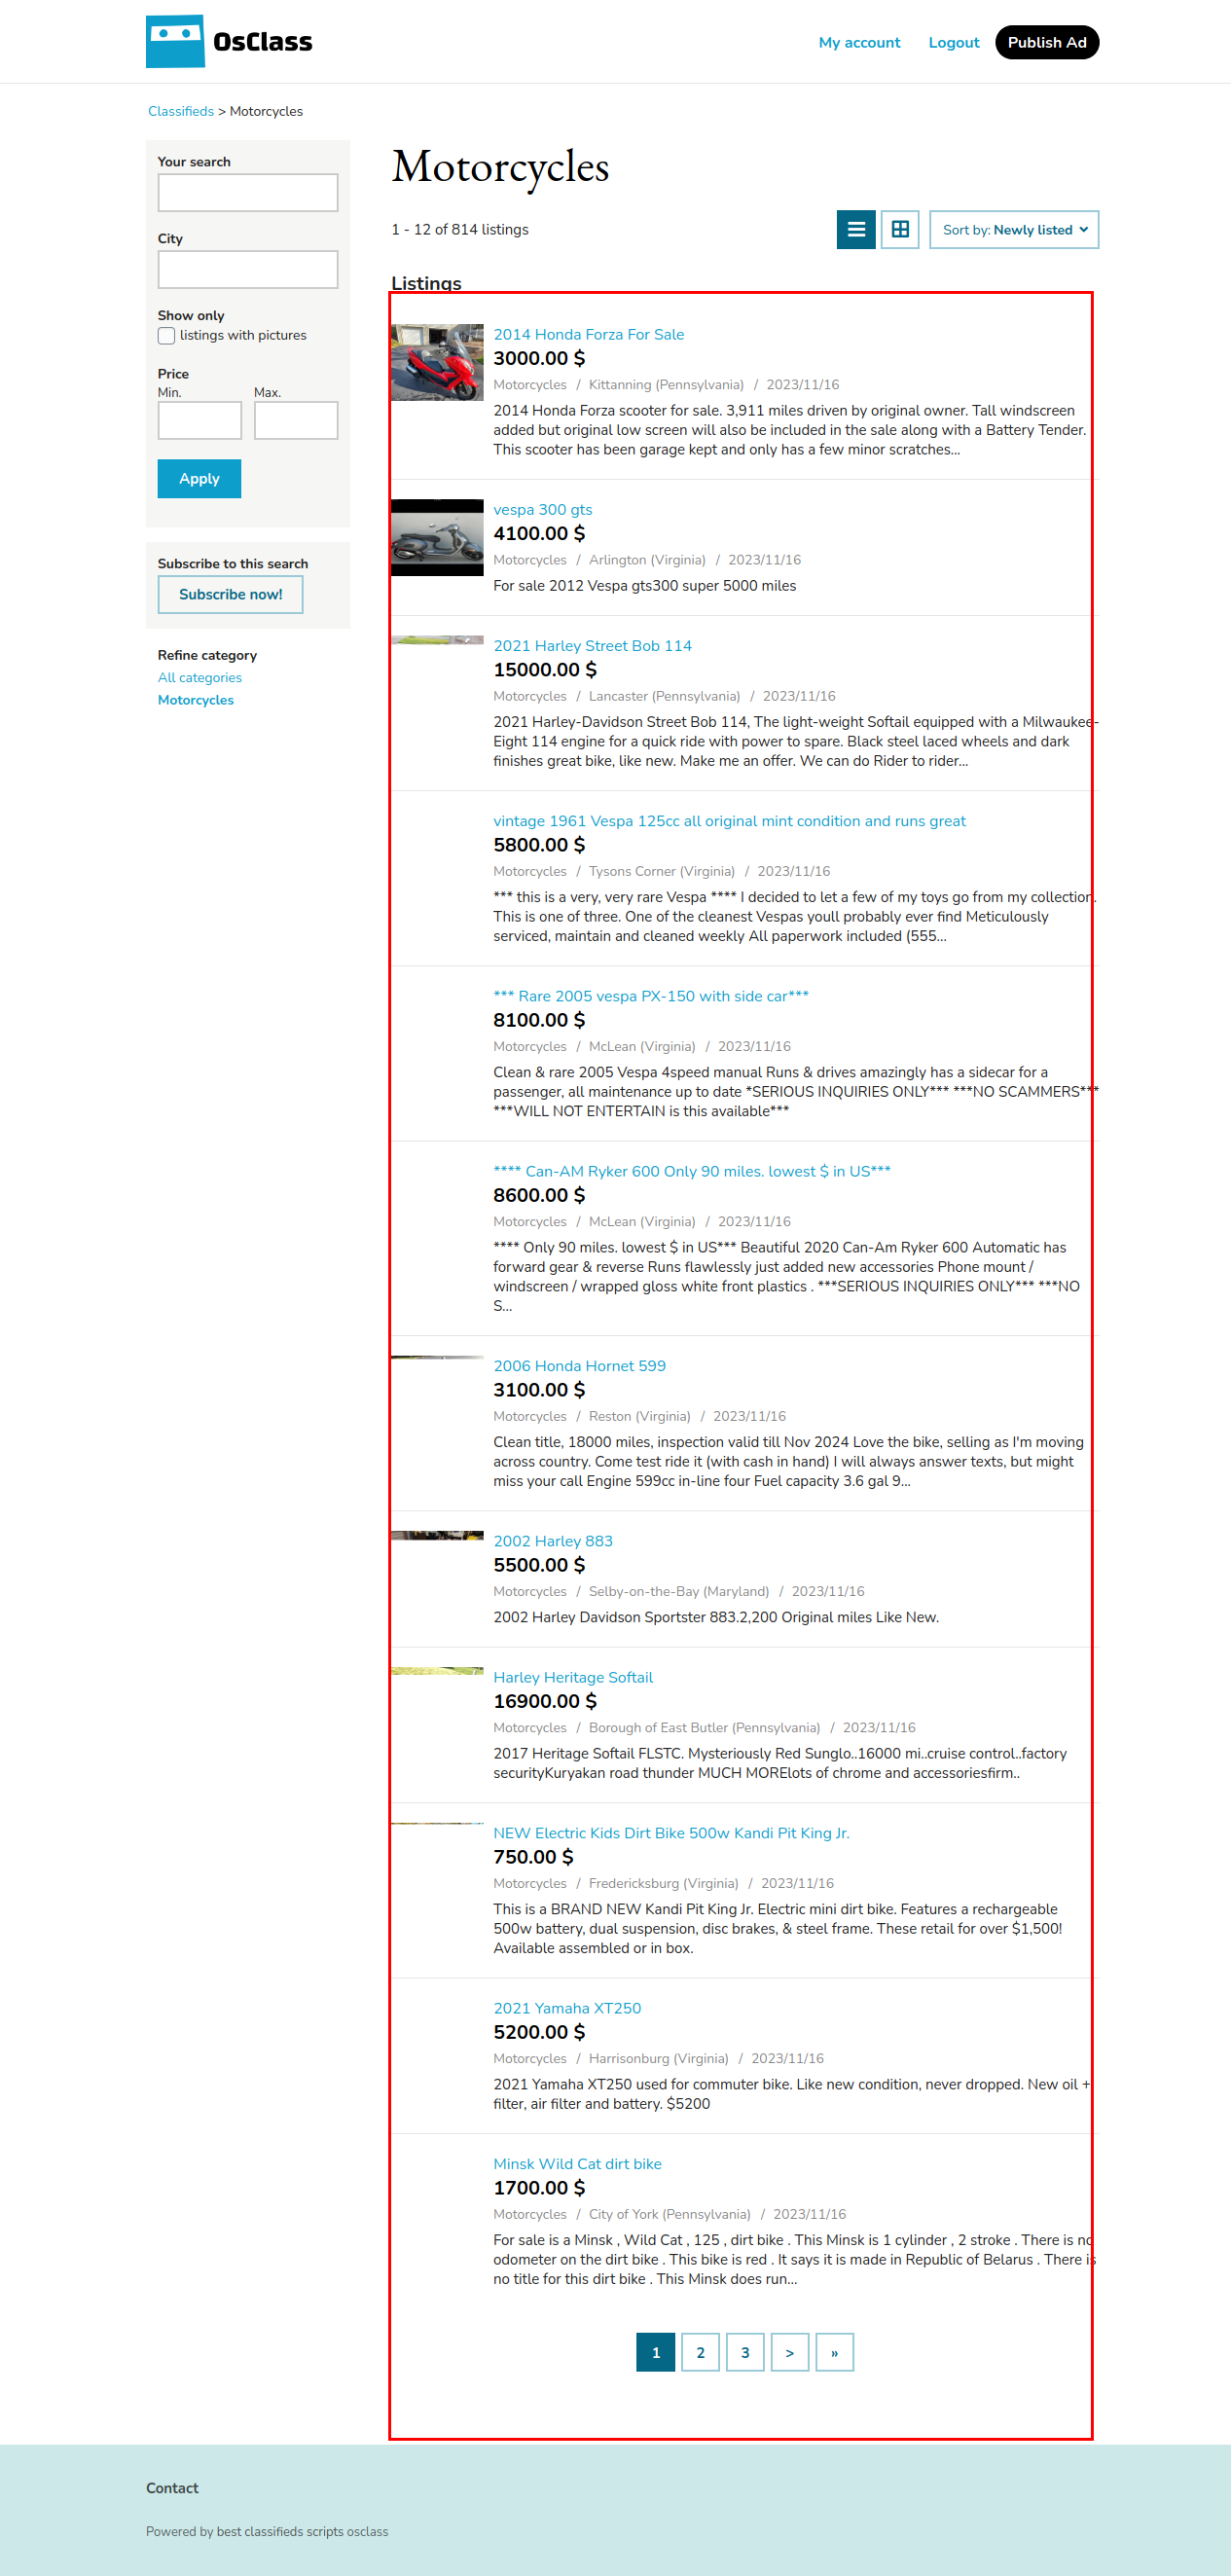 OsClass
My account
Logout
Publish Ad
Classifieds > Motorcycles
Your search
City
Show only
listings with pictures
Price
Min.
Max.
Apply
Subscribe to this search
Subscribe now!
Refine category
All categories
Motorcycles
Motorcycles
1 - 12 of 814 listings
Sort by: Newly listed
Listings
2014 Honda Forza For Sale
3000.00 $
Motorcycles / Kittanning (Pennsylvania) / 2023/11/16
2014 Honda Forza scooter for sale. 3,911 miles driven by original owner. Tall windscreen
added but original low screen will also be included in the sale along with a Battery Tender.
This scooter has been garage kept and only has a few minor scratches...
vespa 300 gts
4100.00 $
Motorcycles / Arlington (Virginia) / 2023/11/16
For sale 2012 Vespa gts300 super 5000 miles
2021 Harley Street Bob 114
15000.00 $
Motorcycles / Lancaster (Pennsylvania) / 2023/11/16
2021 Harley-Davidson Street Bob 114, The light-weight Softail equipped with a Milwaukee-
Eight 114 engine for a quick ride with power to spare. Black steel laced wheels and dark
finishes great bike, like new. Make me an offer. We can do Rider to rider...
vintage 1961 Vespa 125cc all original mint condition and runs great
5800.00 $
Motorcycles / Tysons Corner (Virginia) / 2023/11/16
*** this is a very, very rare Vespa **** I decided to let a few of my toys go from my collection.
This is one of three. One of the cleanest Vespas youll probably ever find Meticulously
serviced, maintain and cleaned weekly All paperwork included (555...
*** Rare 2005 vespa PX-150 with side car***
8100.00 $
Motorcycles / McLean (Virginia) / 2023/11/16
Clean & rare 2005 Vespa 4speed manual Runs & drives amazingly has a sidecar for a
passenger, all maintenance up to date *SERIOUS INQUIRIES ONLY*** ***NO SCAMMERS***
***WILL NOT ENTERTAIN is this available***
**** Can-AM Ryker 600 Only 90 miles. lowest $ in US***
8600.00 $
Motorcycles / McLean (Virginia) / 2023/11/16
**** Only 90 miles. lowest $ in US*** Beautiful 2020 Can-Am Ryker 600 Automatic has
forward gear & reverse Runs flawlessly just added new accessories Phone mount /
windscreen / wrapped gloss white front plastics . ***SERIOUS INQUIRIES ONLY*** ***NO
S...
2006 Honda Hornet 599
3100.00 $
Motorcycles / Reston (Virginia) / 2023/11/16
Clean title, 18000 miles, inspection valid till Nov 2024 Love the bike, selling as I'm moving
across country. Come test ride it (with cash in hand) I will always answer texts, but might
miss your call Engine 599cc in-line four Fuel capacity 3.6 gal 9...
2002 Harley 883
5500.00 $
Motorcycles / Selby-on-the-Bay (Maryland) / 2023/11/16
2002 Harley Davidson Sportster 883.2,200 Original miles Like New.
Harley Heritage Softail
16900.00 $
Motorcycles / Borough of East Butler (Pennsylvania) / 2023/11/16
2017 Heritage Softail FLSTC. Mysteriously Red Sunglo..16000 mi..cruise control..factory
securityKuryakan road thunder MUCH MORElots of chrome and accessoriesfirm..
NEW Electric Kids Dirt Bike 500w Kandi Pit King Jr.
750.00 $
Motorcycles / Fredericksburg (Virginia) / 2023/11/16
This is a BRAND NEW Kandi Pit King Jr. Electric mini dirt bike. Features a rechargeable
500w battery, dual suspension, disc brakes, & steel frame. These retail for over $1,500!
Available assembled or in box.
2021 Yamaha XT250
5200.00 $
Motorcycles / Harrisonburg (Virginia) / 2023/11/16
2021 Yamaha XT250 used for commuter bike. Like new condition, never dropped. New oil +
filter, air filter and battery. $5200
Minsk Wild Cat dirt bike
1700.00 $
Motorcycles / City of York (Pennsylvania) / 2023/11/16
For sale is a Minsk , Wild Cat , 125 , dirt bike . This Minsk is 1 cylinder , 2 stroke . There is no
odometer on the dirt bike . This bike is red . It says it is made in Republic of Belarus . There is
no title for this dirt bike . This Minsk does run...
1 2 3 > »
Contact
Powered by best classifieds scripts osclass